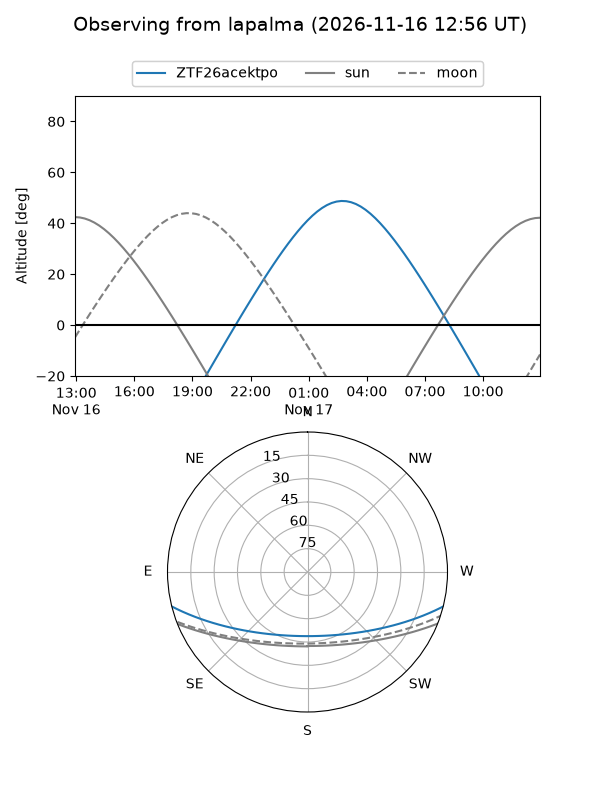 Observing from lapalma (2026-11-16 12:56 UT)
ZTF26acektpo sun moon
Altitude [deg]
80
60
40
20
0
−20
13:00 16:00 19:00 22:00 01:00 04:00 07:00 10:00
Nov 16 Nov 17
N
NE NW
15
30
45
60
75
E W
SE SW
S